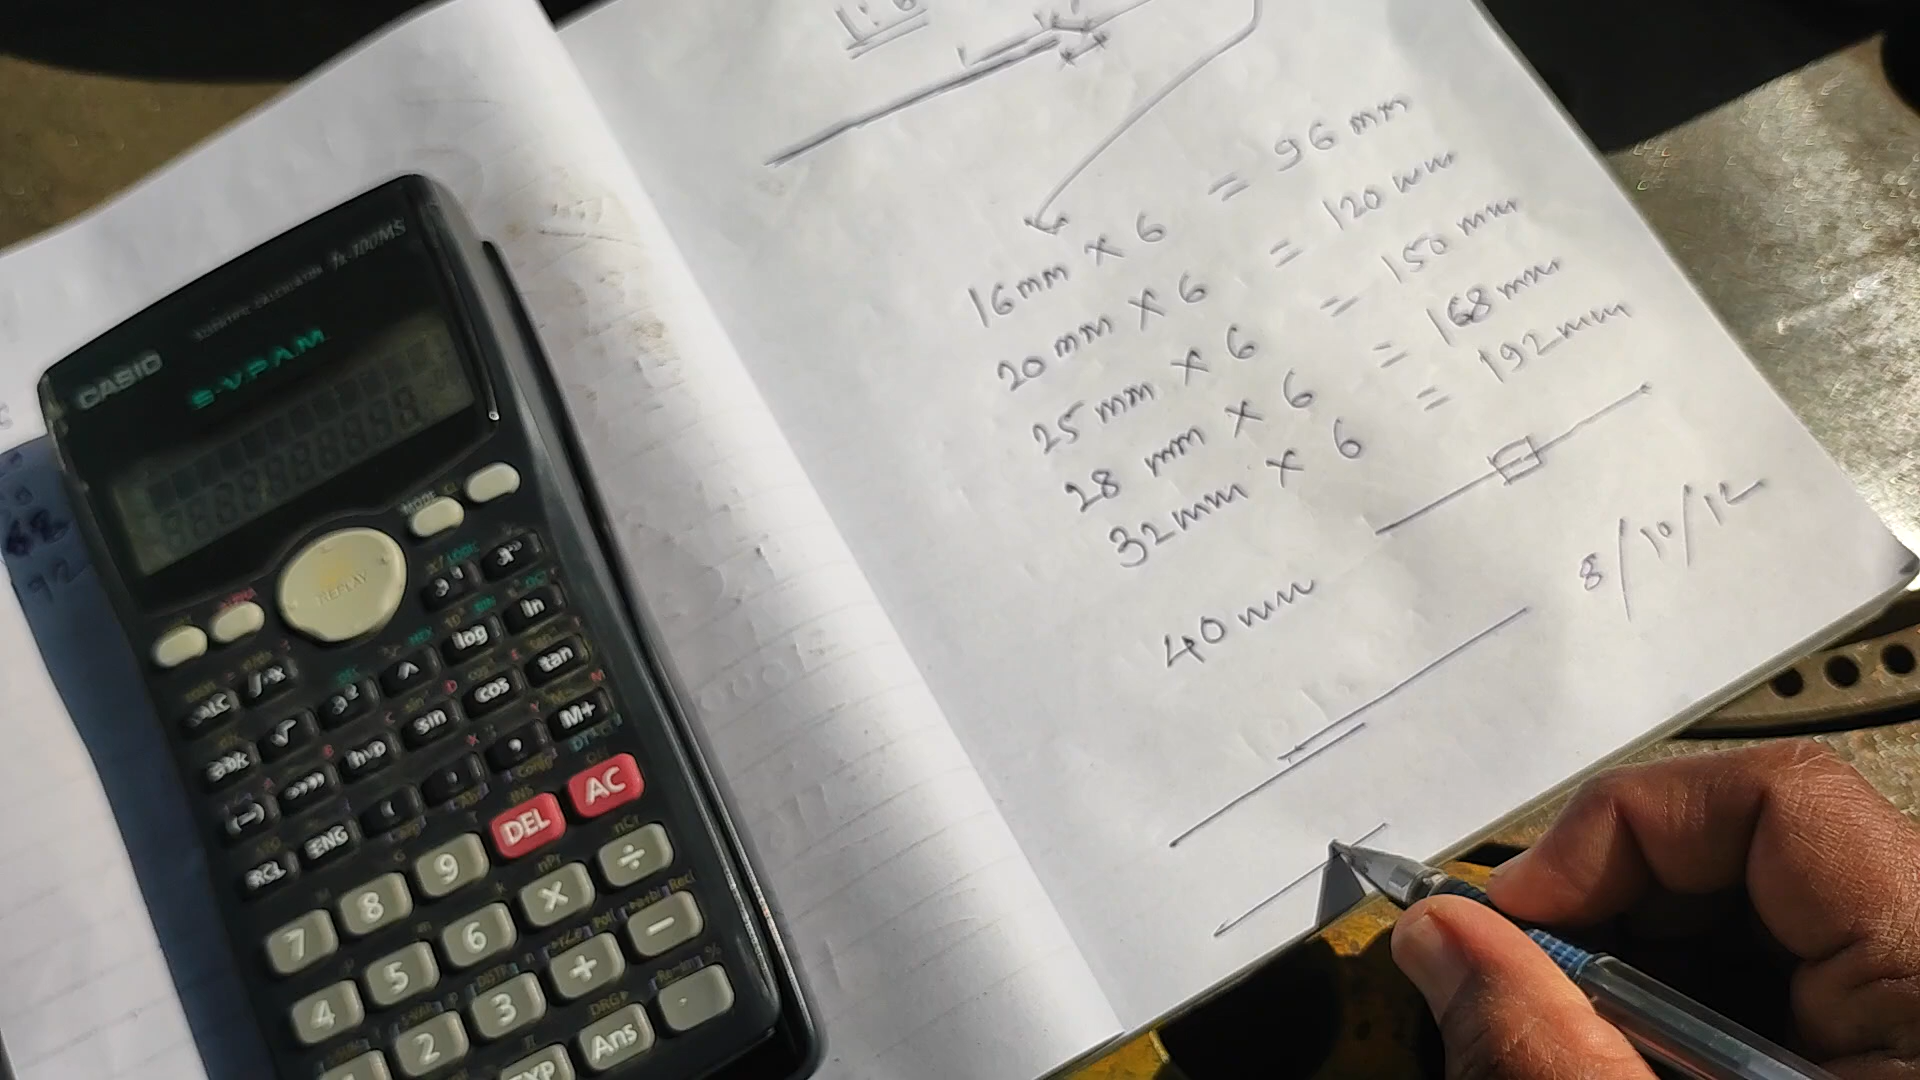 1:6
16mm × 6 = 96 mm
20 mm × 6 = 120 mm
25 mm × 6 = 150 mm
28 mm × 6 = 168 mm
32mm × 6 = 192 mm
40 mm
8/10/12
fx-100MS
CASIO
S-V.P.A.M.
MODE
REPLAY
log
ln
hyp
sin
cos
tan
RCL
ENG
M+
DEL
AC
7
8
9
×
÷
4
5
6
+
−
2
3
EXP
Ans